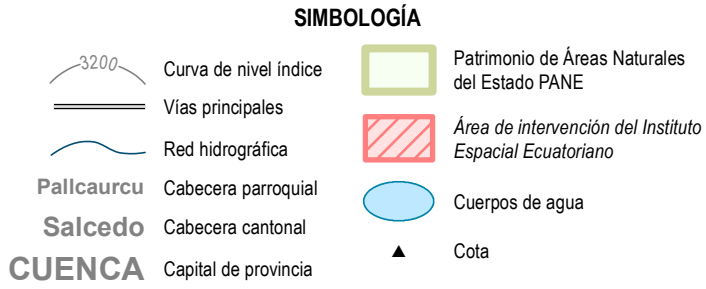 SIMBOLOGÍA
3200
Curva de nivel índice
Vías principales
Red hidrográfica
Pallcaurcu Cabecera parroquial
Salcedo Cabecera cantonal
CUENCA Capital de provincia
Patrimonio de Áreas Naturales
del Estado PANE
Área de intervención del Instituto
Espacial Ecuatoriano
Cuerpos de agua
Cota